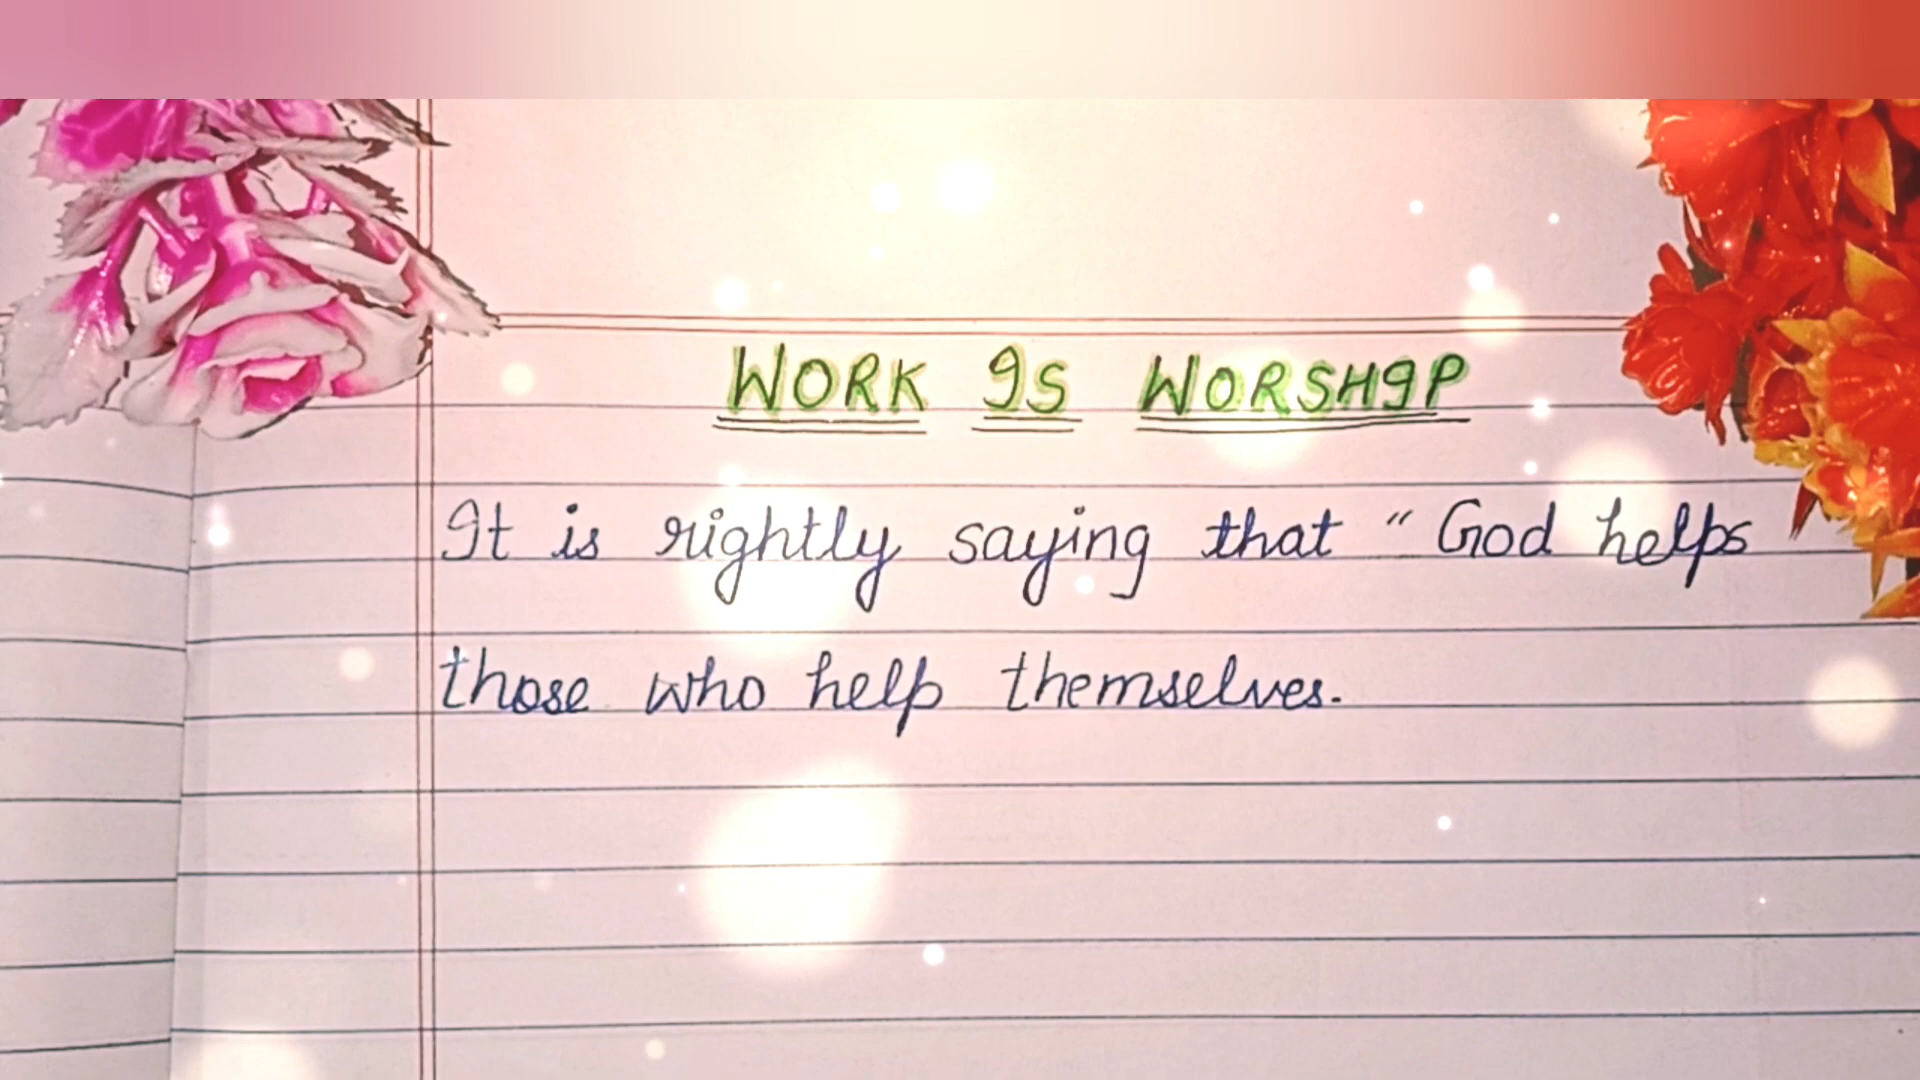 WORK IS WORSHIP
It is rightly saying that “God helps
those who help themselves.